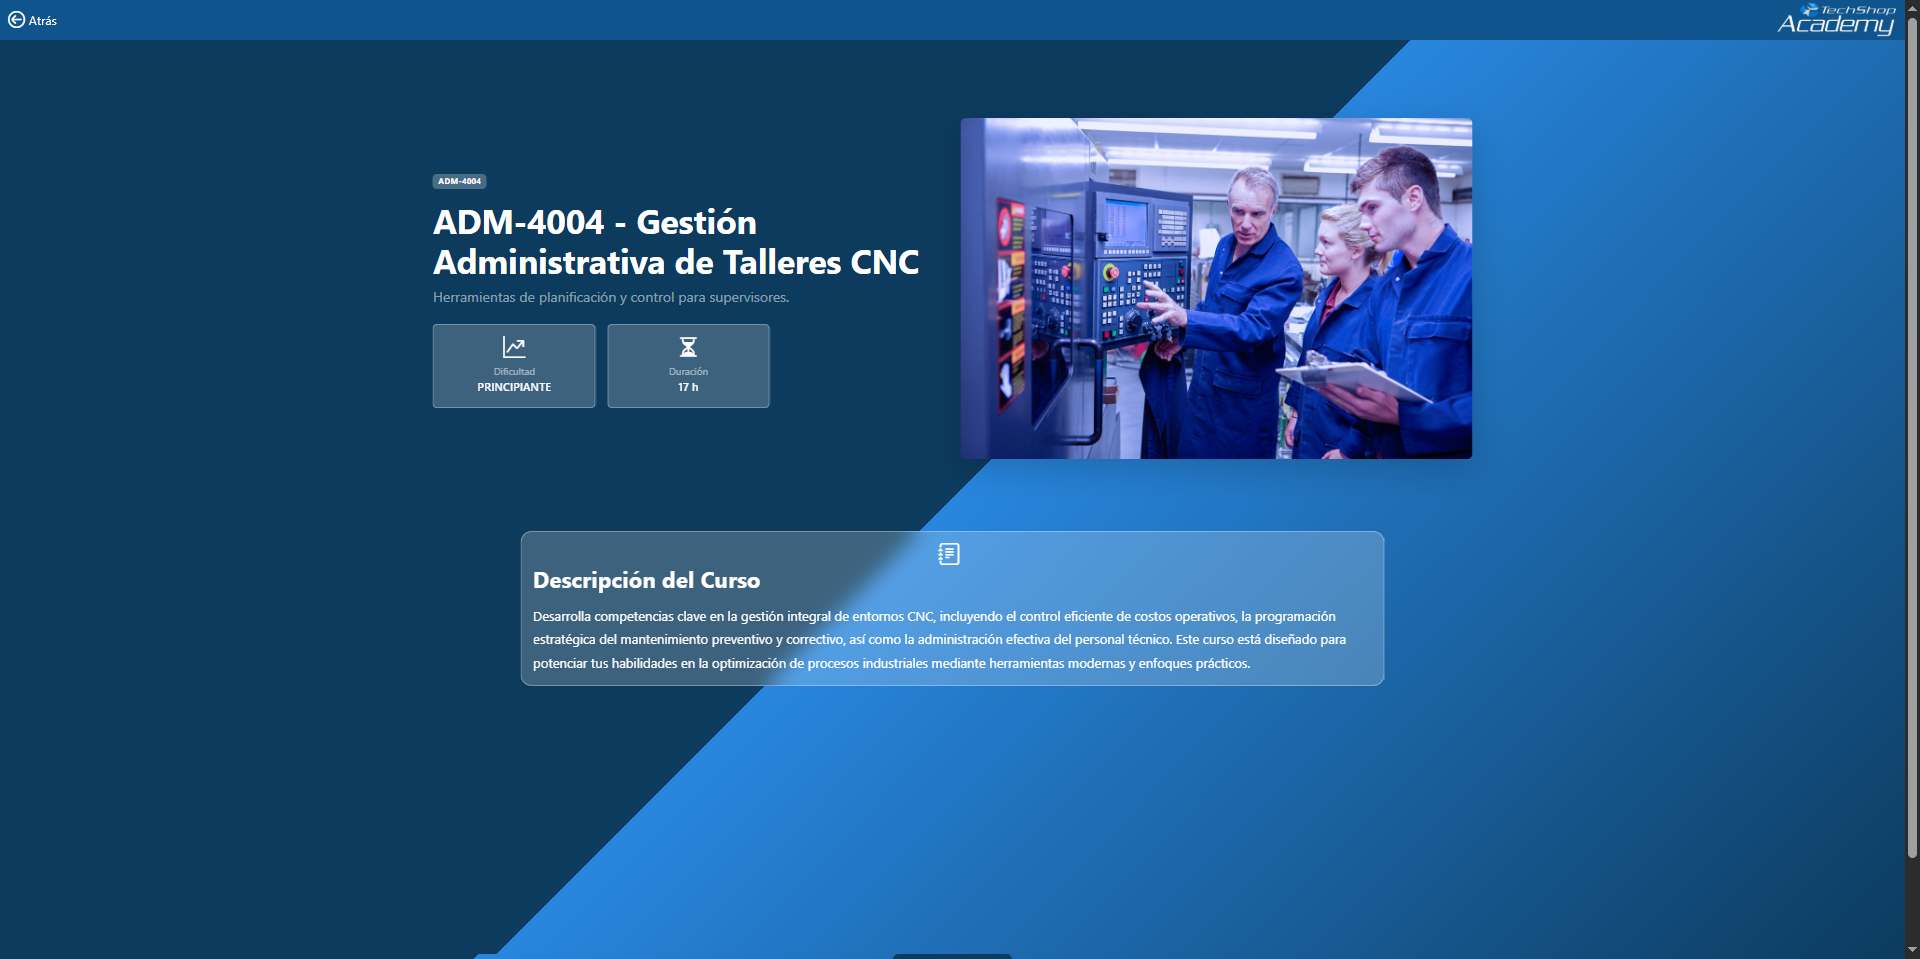 Atrás
TechShop
Academy
ADM-4004
ADM-4004 - Gestión
Administrativa de Talleres CNC
Herramientas de planificación y control para supervisores.
Dificultad
PRINCIPIANTE
Duración
17 h
Descripción del Curso
Desarrolla competencias clave en la gestión integral de entornos CNC, incluyendo el control eficiente de costos operativos, la programación
estratégica del mantenimiento preventivo y correctivo, así como la administración efectiva del personal técnico. Este curso está diseñado para
potenciar tus habilidades en la optimización de procesos industriales mediante herramientas modernas y enfoques prácticos.